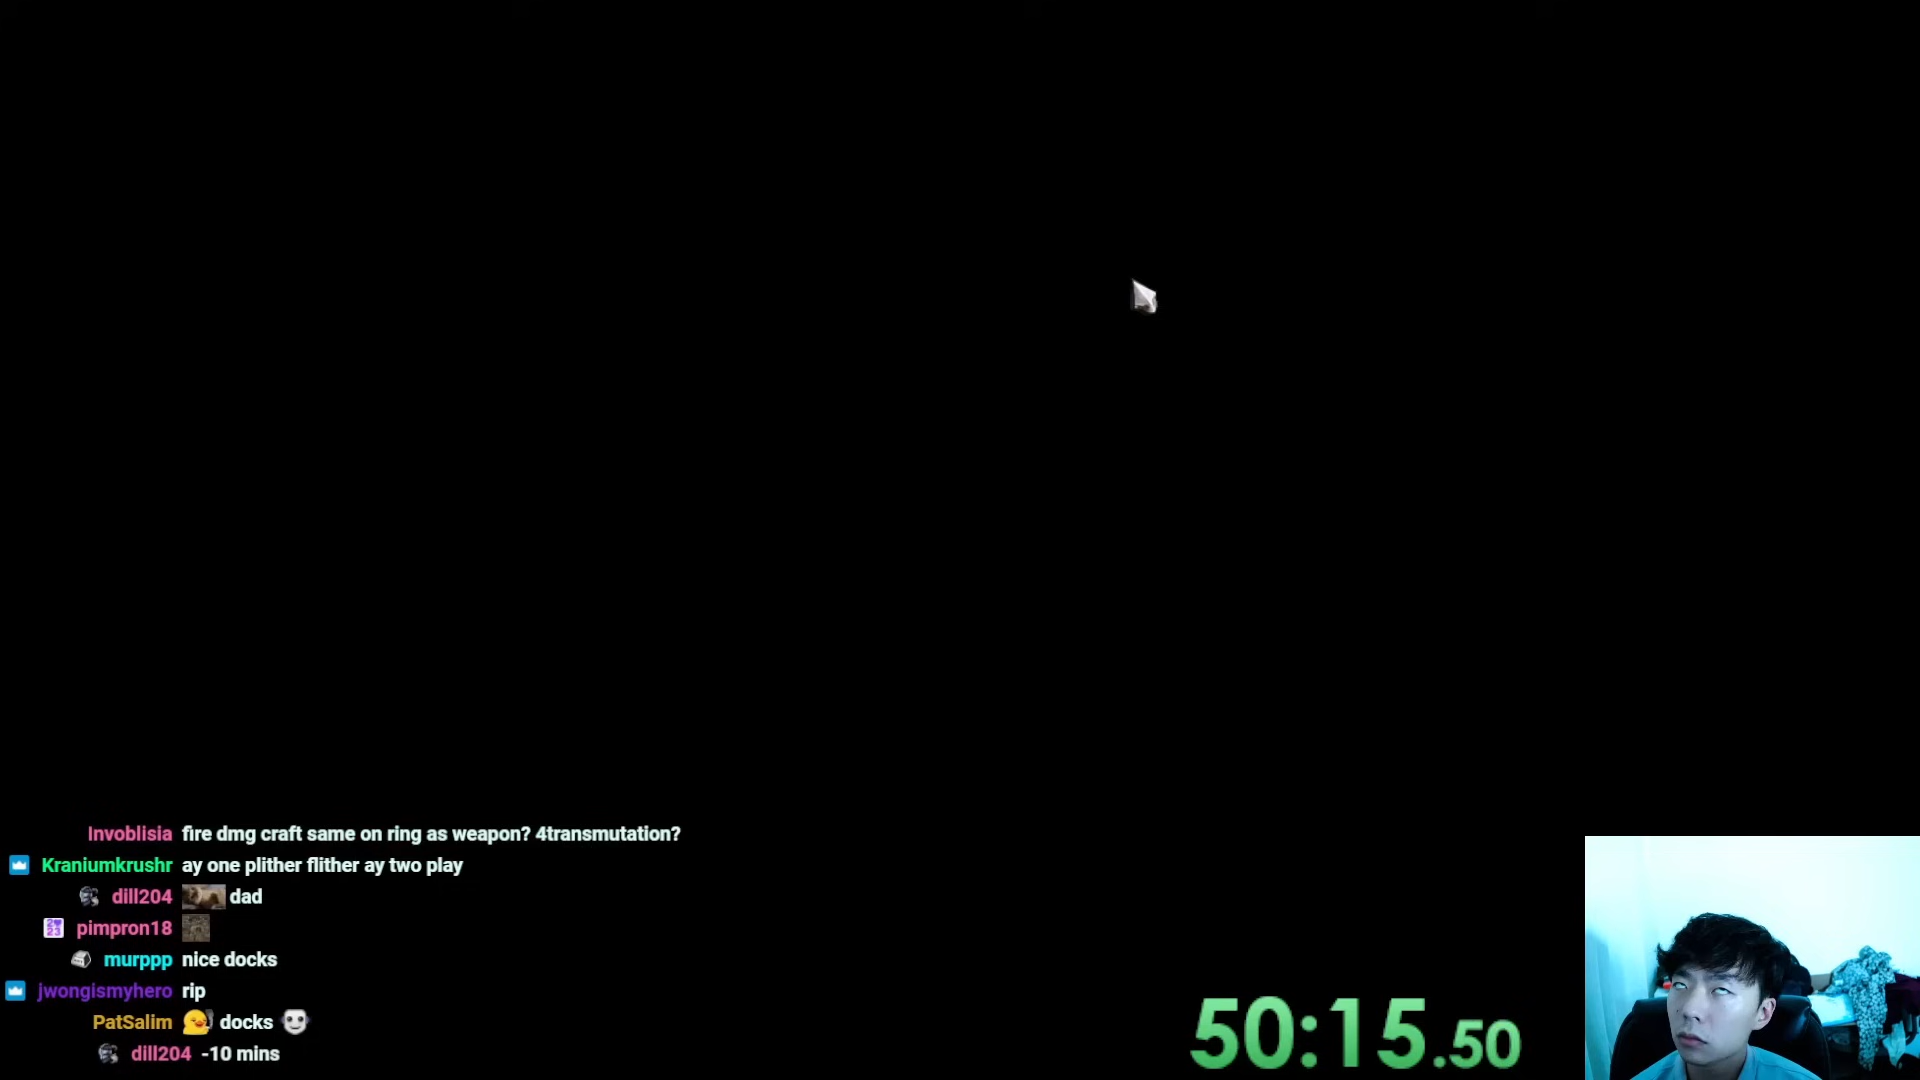 Invoblisia fire dmg craft same on ring as weapon? 4transmutation?
Kraniumkrushr ay one plither flither ay two play
dill204 dad
2023 pimpron18
murppp nice docks
jwongismyhero rip
PatSalim docks
dill204 -10 mins
50:15.50